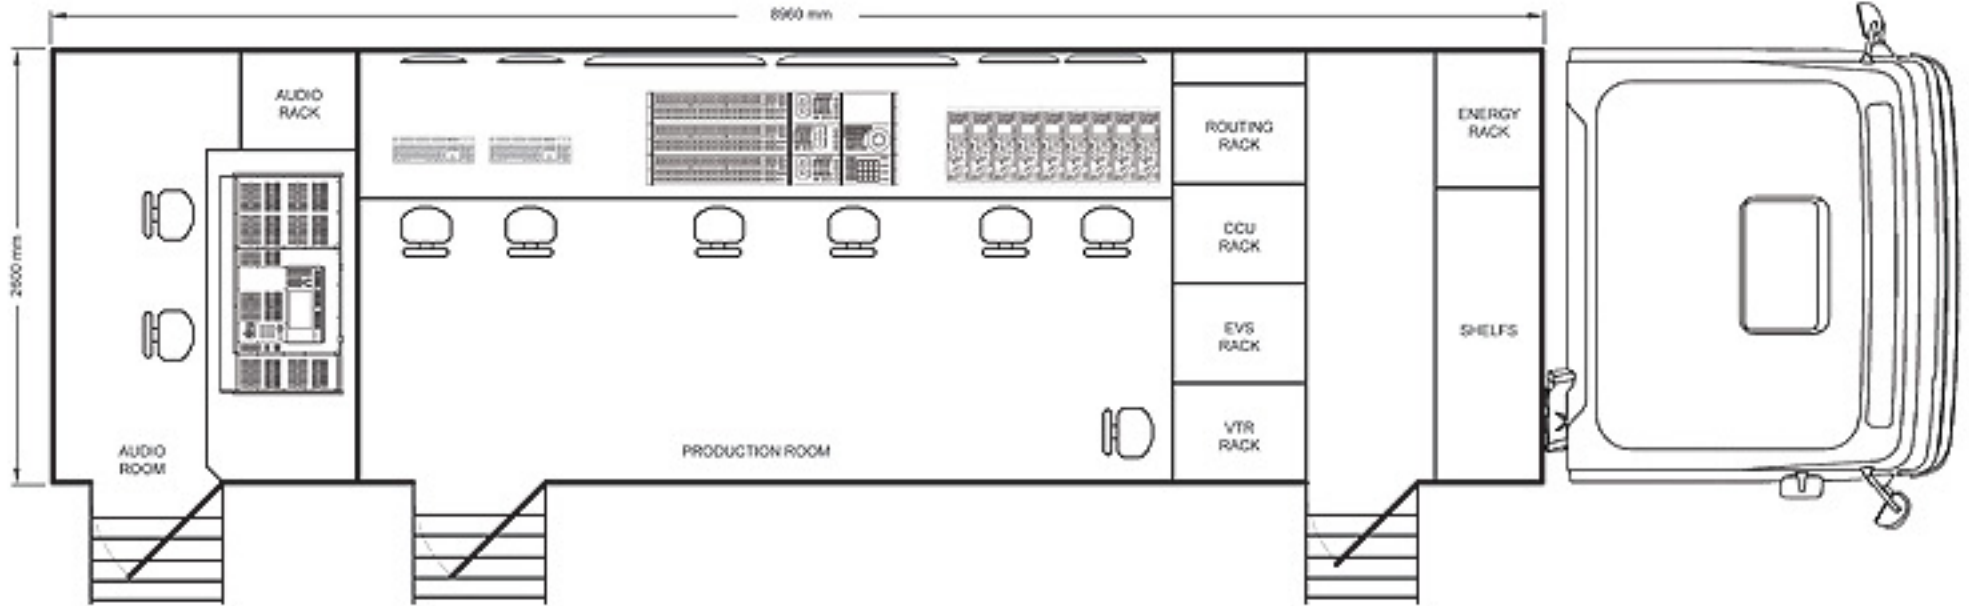 8960 mm
2600 mm
AUDIO
RACK
ROUTING
RACK
ENERGY
RACK
CCU
RACK
EVS
RACK
SHELFS
VTR
RACK
AUDIO
ROOM
PRODUCTION ROOM